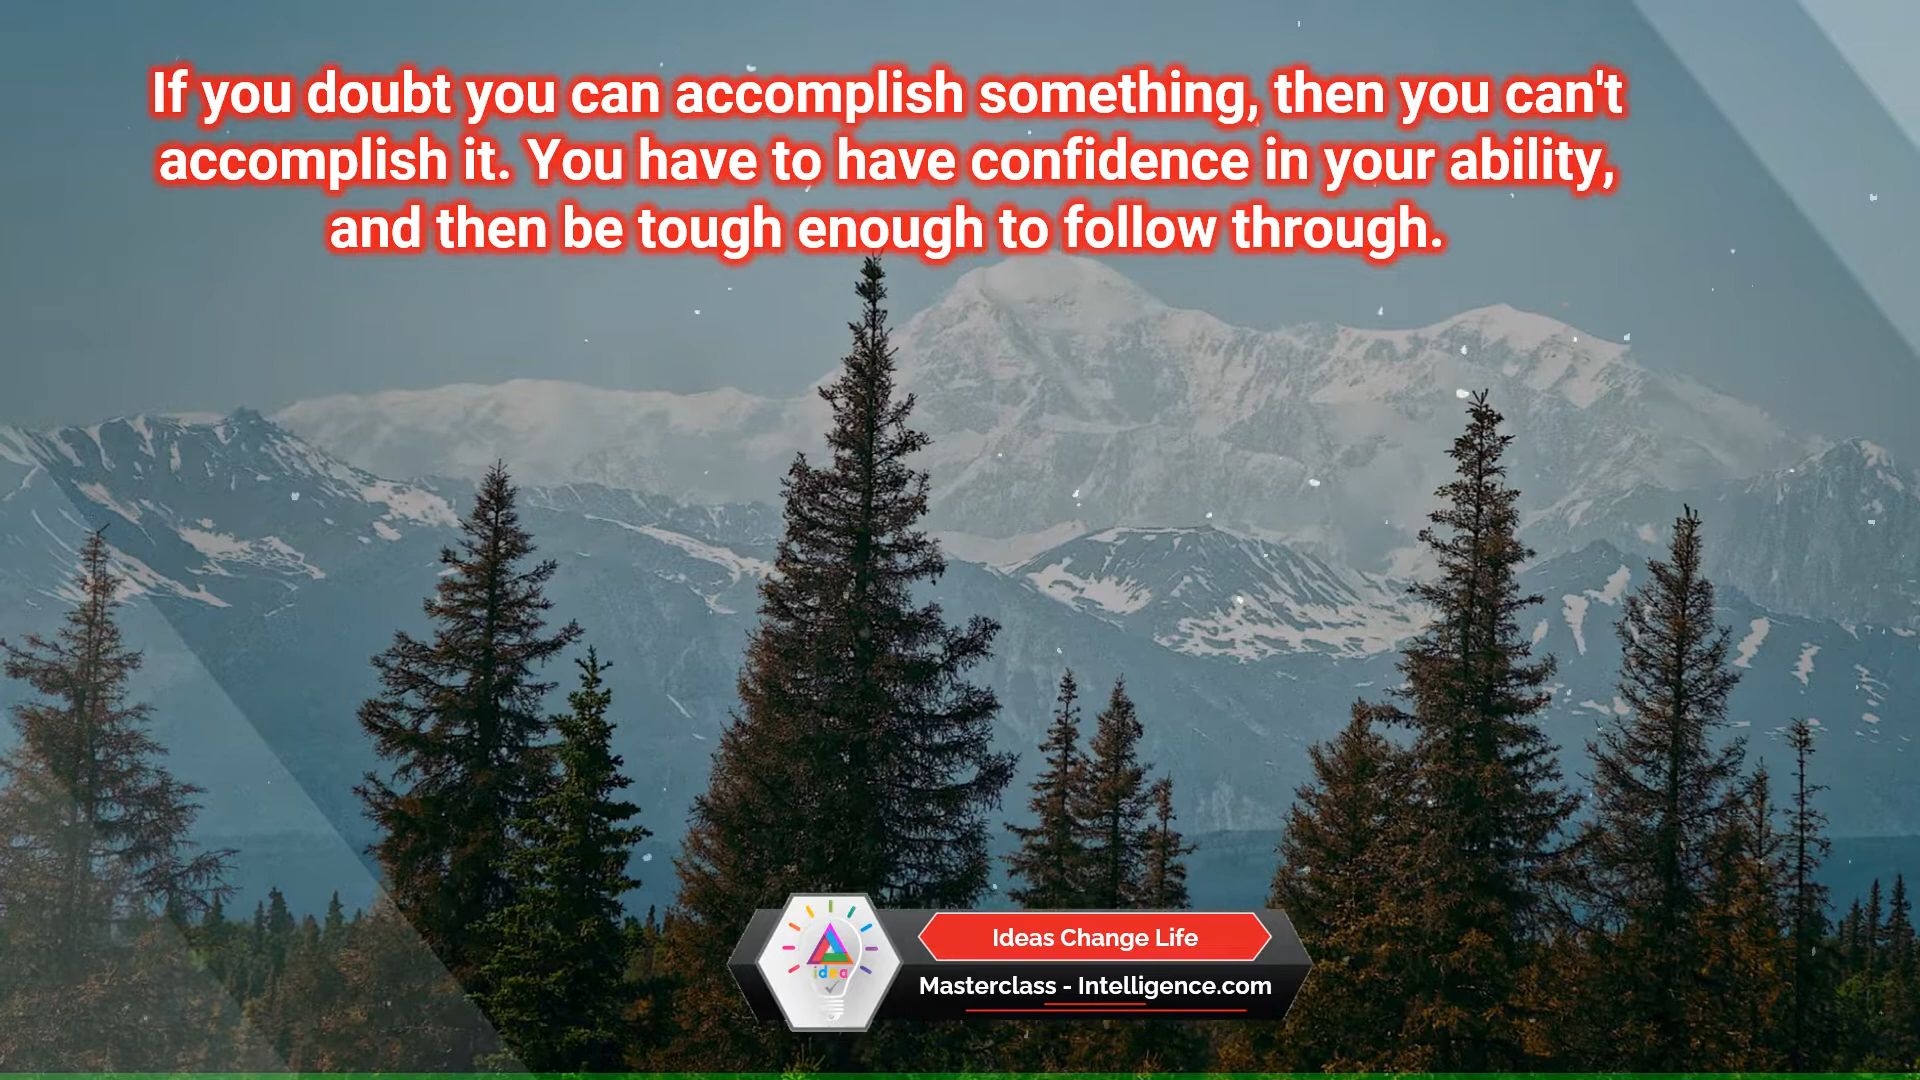 If you doubt you can accomplish something, then you can't
accomplish it. You have to have confidence in your ability,
and then be tough enough to follow through.
idea
Ideas Change Life
Masterclass - Intelligence.com